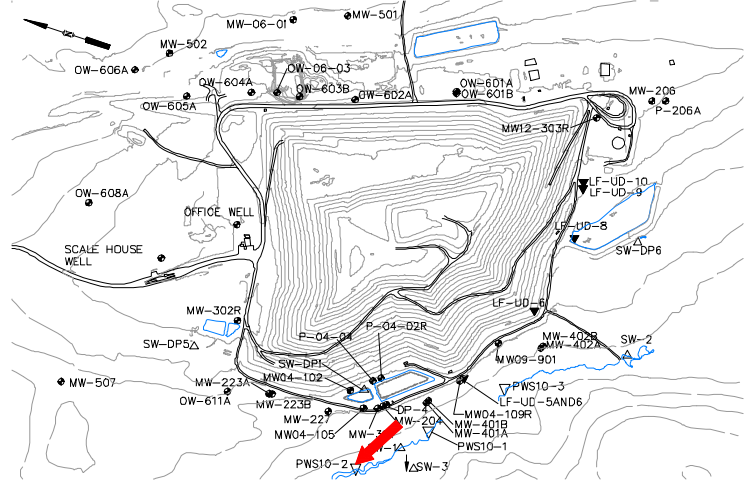 MW-06-01
MW-501
MW-502
OW-606A
OW-604A
OW-06-03
OW-603B
OW-605A
OW-602A
OW-601A
OW-601B
MW-206
P-206A
MW12-303R
LF-UD-10
LF-UD-9
OW-608A
OFFICE WELL
LF-UD-8
SW-DP6
SCALE HOUSE
WELL
MW-302R
LF-UD-6
P-04-04
P-04-02R
SW-DP5
MW-402B
MW-402A
SW-2
SW-DP1
MW09-901
MW04-102
MW-507
MW-223A
OW-611A
MW-223B
PWS10-3
LF-UD-5AND6
MW-227
DP-4
MW04-109R
MW-204
MW-401B
MW-401A
MW04-105
MW-3
PWS10-1
PWS10-2
-1
SW-3